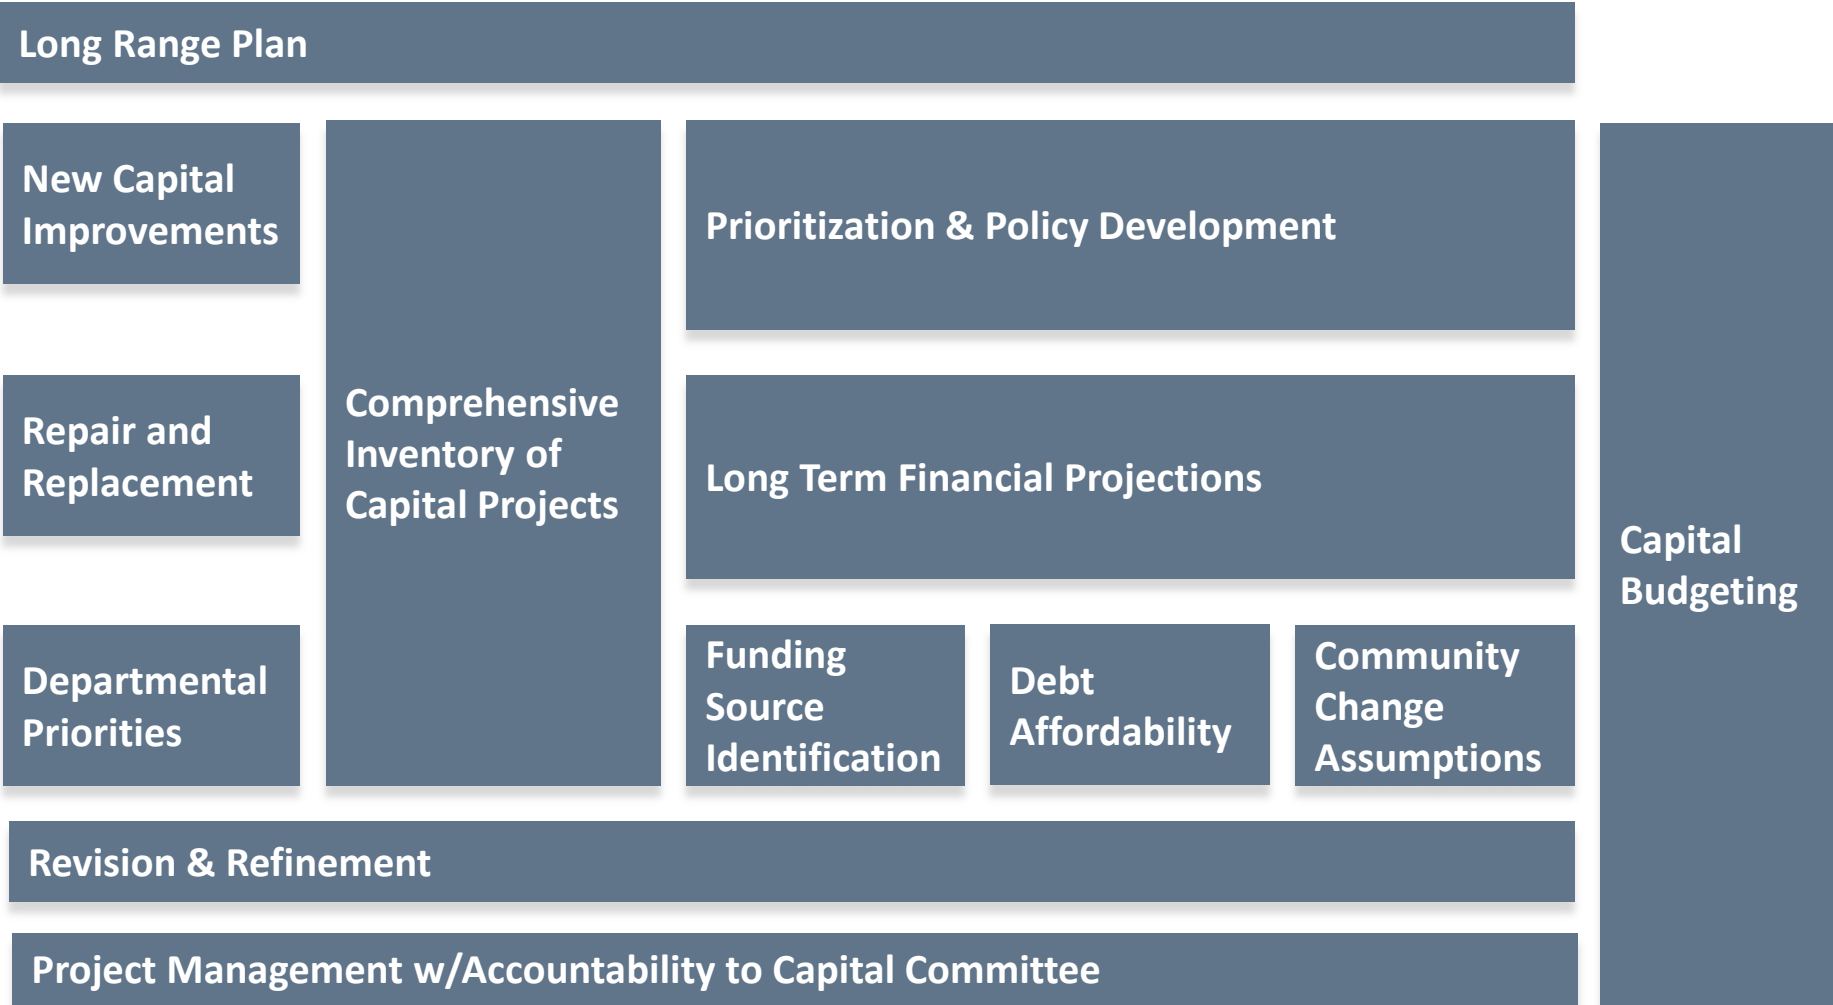 Long Range Plan
New Capital
Improvements
Repair and
Replacement
Departmental
Priorities
Comprehensive
Inventory of
Capital Projects
Prioritization & Policy Development
Long Term Financial Projections
Funding
Source
Identification
Debt
Affordability
Community
Change
Assumptions
Capital
Budgeting
Revision & Refinement
Project Management w/Accountability to Capital Committee